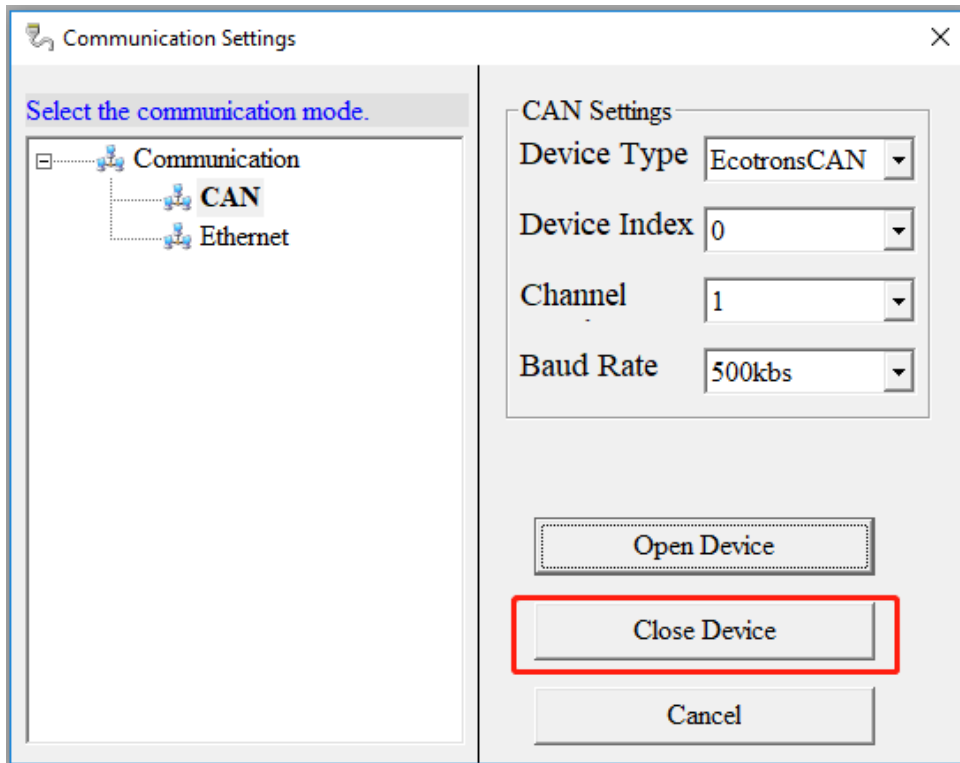 Communication Settings
Select the communication mode.
Communication
CAN
Ethernet
CAN Settings
Device Type
EcotronsCAN
Device Index
0
Channel
1
Baud Rate
500kbs
Open Device
Close Device
Cancel